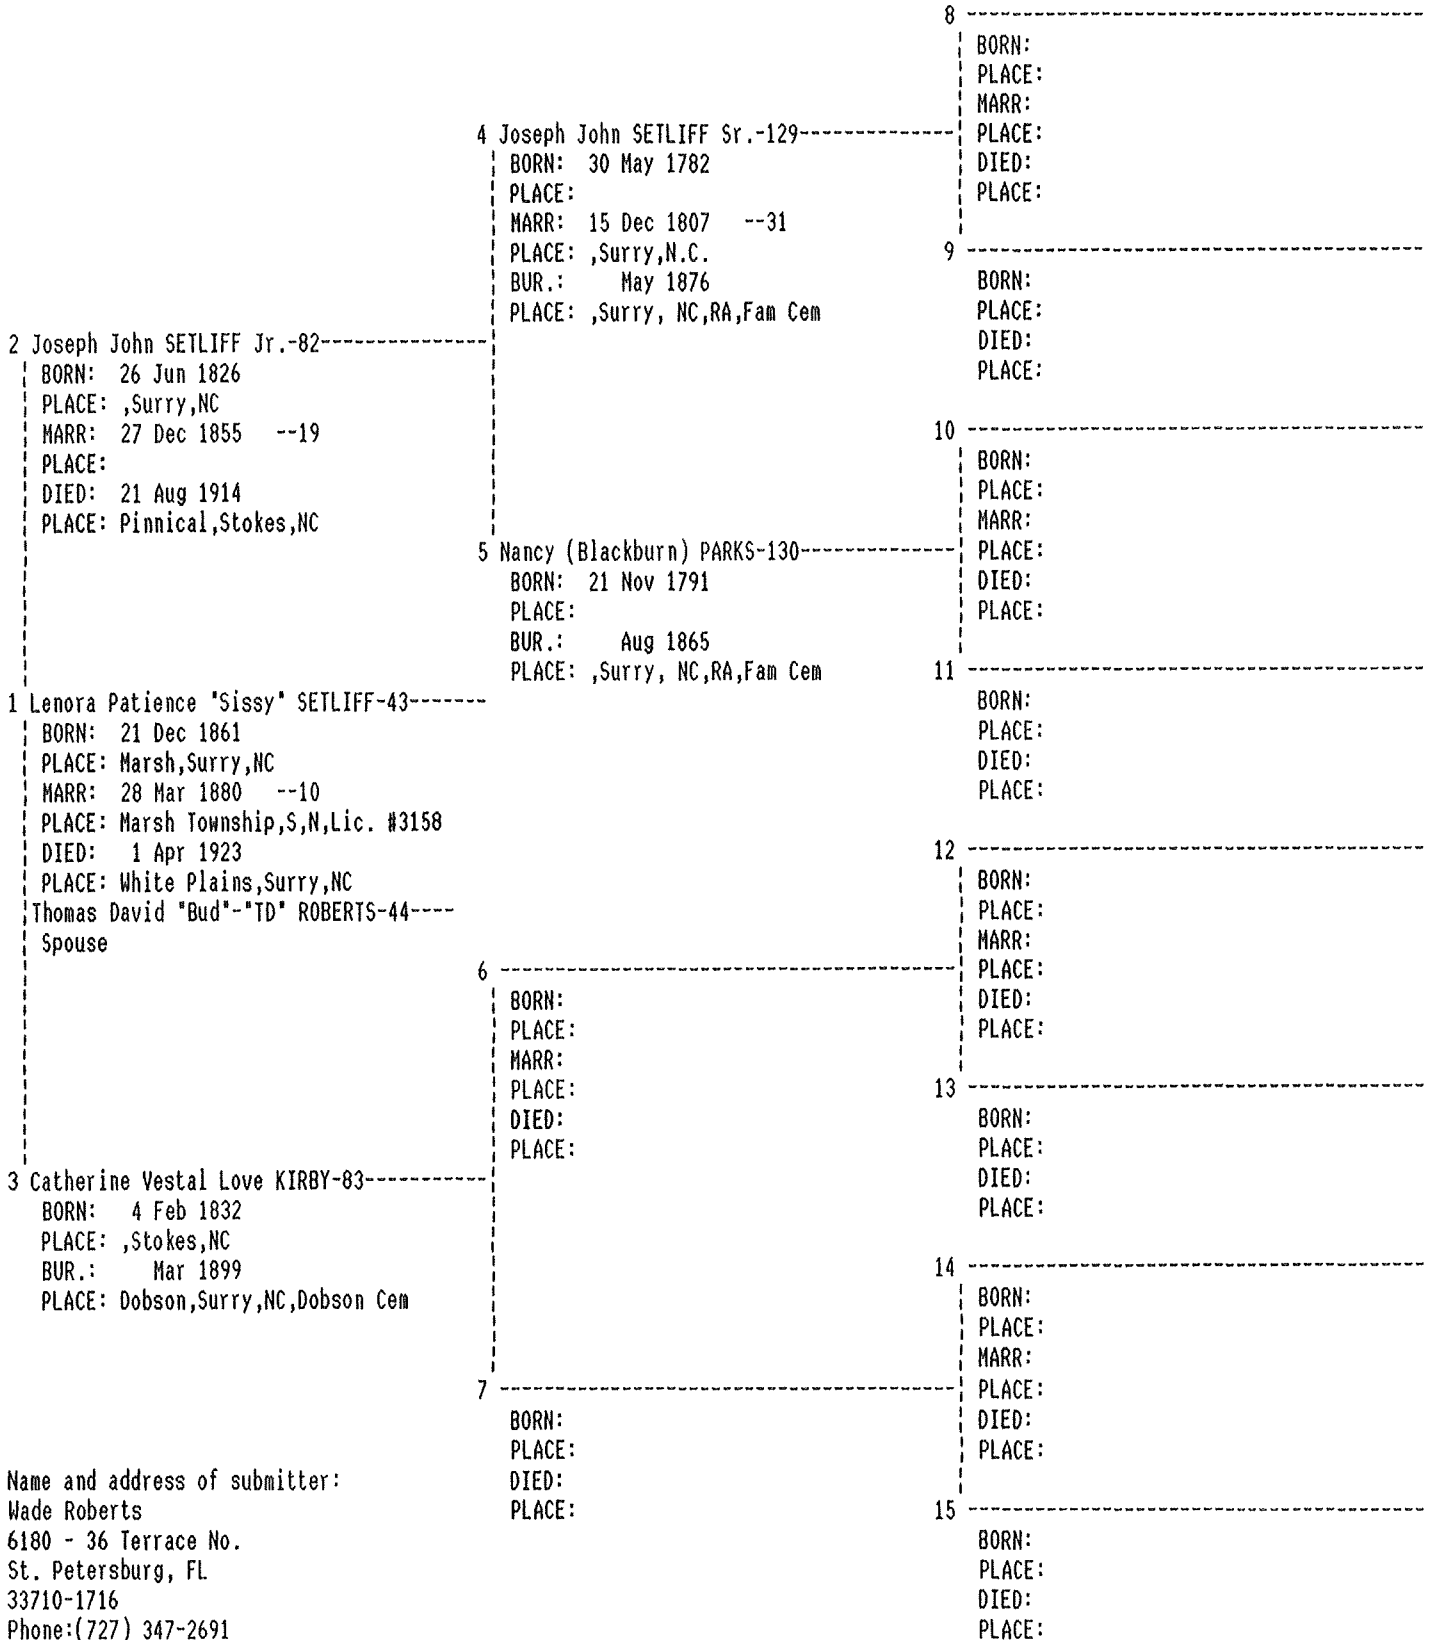 8
BORN:
PLACE:
MARR:
PLACE:
DIED:
PLACE:
4 Joseph John SETLIFF Sr.-129
BORN: 30 May 1782
PLACE:
MARR: 15 Dec 1807 --31
PLACE: ,Surry,N.C.
BUR.: May 1876
PLACE: ,Surry, NC,RA,Fam Cem
9
BORN:
PLACE:
DIED:
PLACE:
2 Joseph John SETLIFF Jr.-82
BORN: 26 Jun 1826
PLACE: ,Surry,NC
MARR: 27 Dec 1855 --19
PLACE:
DIED: 21 Aug 1914
PLACE: Pinnical,Stokes,NC
10
BORN:
PLACE:
MARR:
PLACE:
DIED:
PLACE:
5 Nancy (Blackburn) PARKS-130
BORN: 21 Nov 1791
PLACE:
BUR.: Aug 1865
PLACE: ,Surry, NC,RA,Fam Cem
11
BORN:
PLACE:
DIED:
PLACE:
1 Lenora Patience "Sissy" SETLIFF-43
BORN: 21 Dec 1861
PLACE: Marsh,Surry,NC
MARR: 28 Mar 1880 --10
PLACE: Marsh Township,S,N,Lic. #3158
DIED: 1 Apr 1923
PLACE: White Plains,Surry,NC
Thomas David "Bud"-"TD" ROBERTS-44----
Spouse
12
BORN:
PLACE:
MARR:
PLACE:
DIED:
PLACE:
6
BORN:
PLACE:
MARR:
PLACE:
DIED:
PLACE:
13
BORN:
PLACE:
DIED:
PLACE:
3 Catherine Vestal Love KIRBY-83
BORN: 4 Feb 1832
PLACE: ,Stokes,NC
BUR.: Mar 1899
PLACE: Dobson,Surry,NC,Dobson Cem
14
BORN:
PLACE:
MARR:
PLACE:
DIED:
PLACE:
7
BORN:
PLACE:
DIED:
PLACE:
15
BORN:
PLACE:
DIED:
PLACE:
Name and address of submitter:
Wade Roberts
6180 - 36 Terrace No.
St. Petersburg, FL
33710-1716
Phone:(727) 347-2691